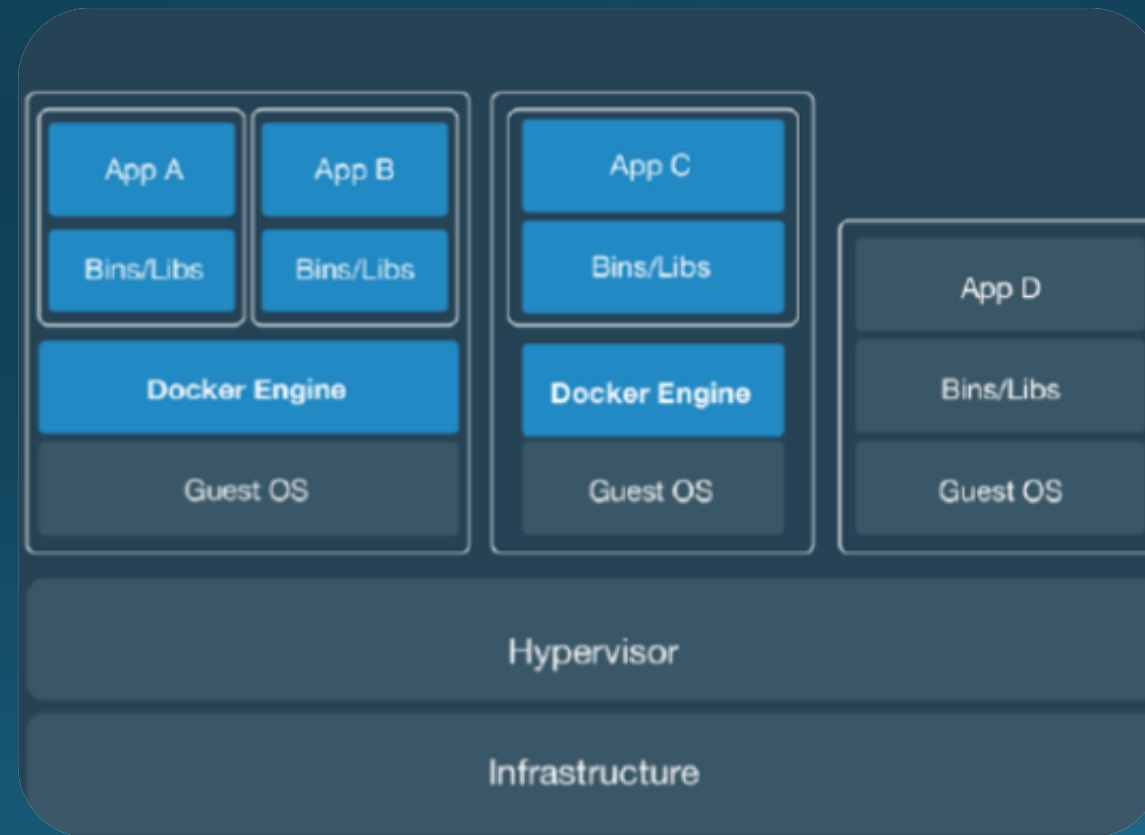 App A
Bins/Libs
App B
Bins/Libs
Docker Engine
Guest OS
App C
Bins/Libs
Docker Engine
Guest OS
App D
Bins/Libs
Guest OS
Hypervisor
Infrastructure